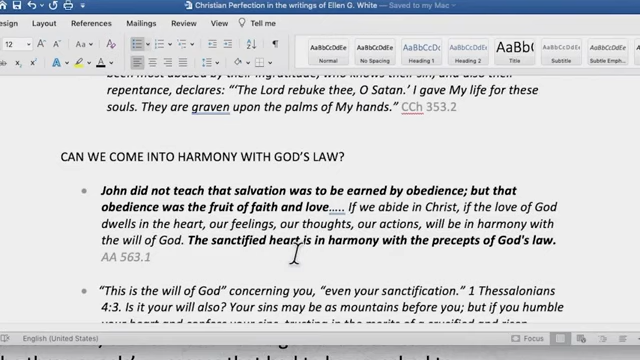 Christian Perfection in the writings of Ellen G. White — Saved to my Mac
esign Layout References Mailings Review View Tell me
12
AaBbCcDdEe AaBbCcDdEe AaBbCcDc AaBbCcDdEe AaBbC AaBbCcDdEe AaBbCcDdEe
Normal No Spacing Heading 1 Heading 2 Title Subtitle Subtle Emph...
repentance, declares: “‘The Lord rebuke thee, O Satan.’ I gave My life for these
souls. They are graven upon the palms of My hands.” CCh 353.2
CAN WE COME INTO HARMONY WITH GOD’S LAW?
John did not teach that salvation was to be earned by obedience; but that
obedience was the fruit of faith and love..... If we abide in Christ, if the love of God
dwells in the heart, our feelings, our thoughts, our actions, will be in harmony with
the will of God. The sanctified heart is in harmony with the precepts of God's law.
AA 563.1
“This is the will of God” concerning you, “even your sanctification.” 1 Thessalonians
4:3. Is it your will also? Your sins may be as mountains before you; but if you humble
English (United States) Focus